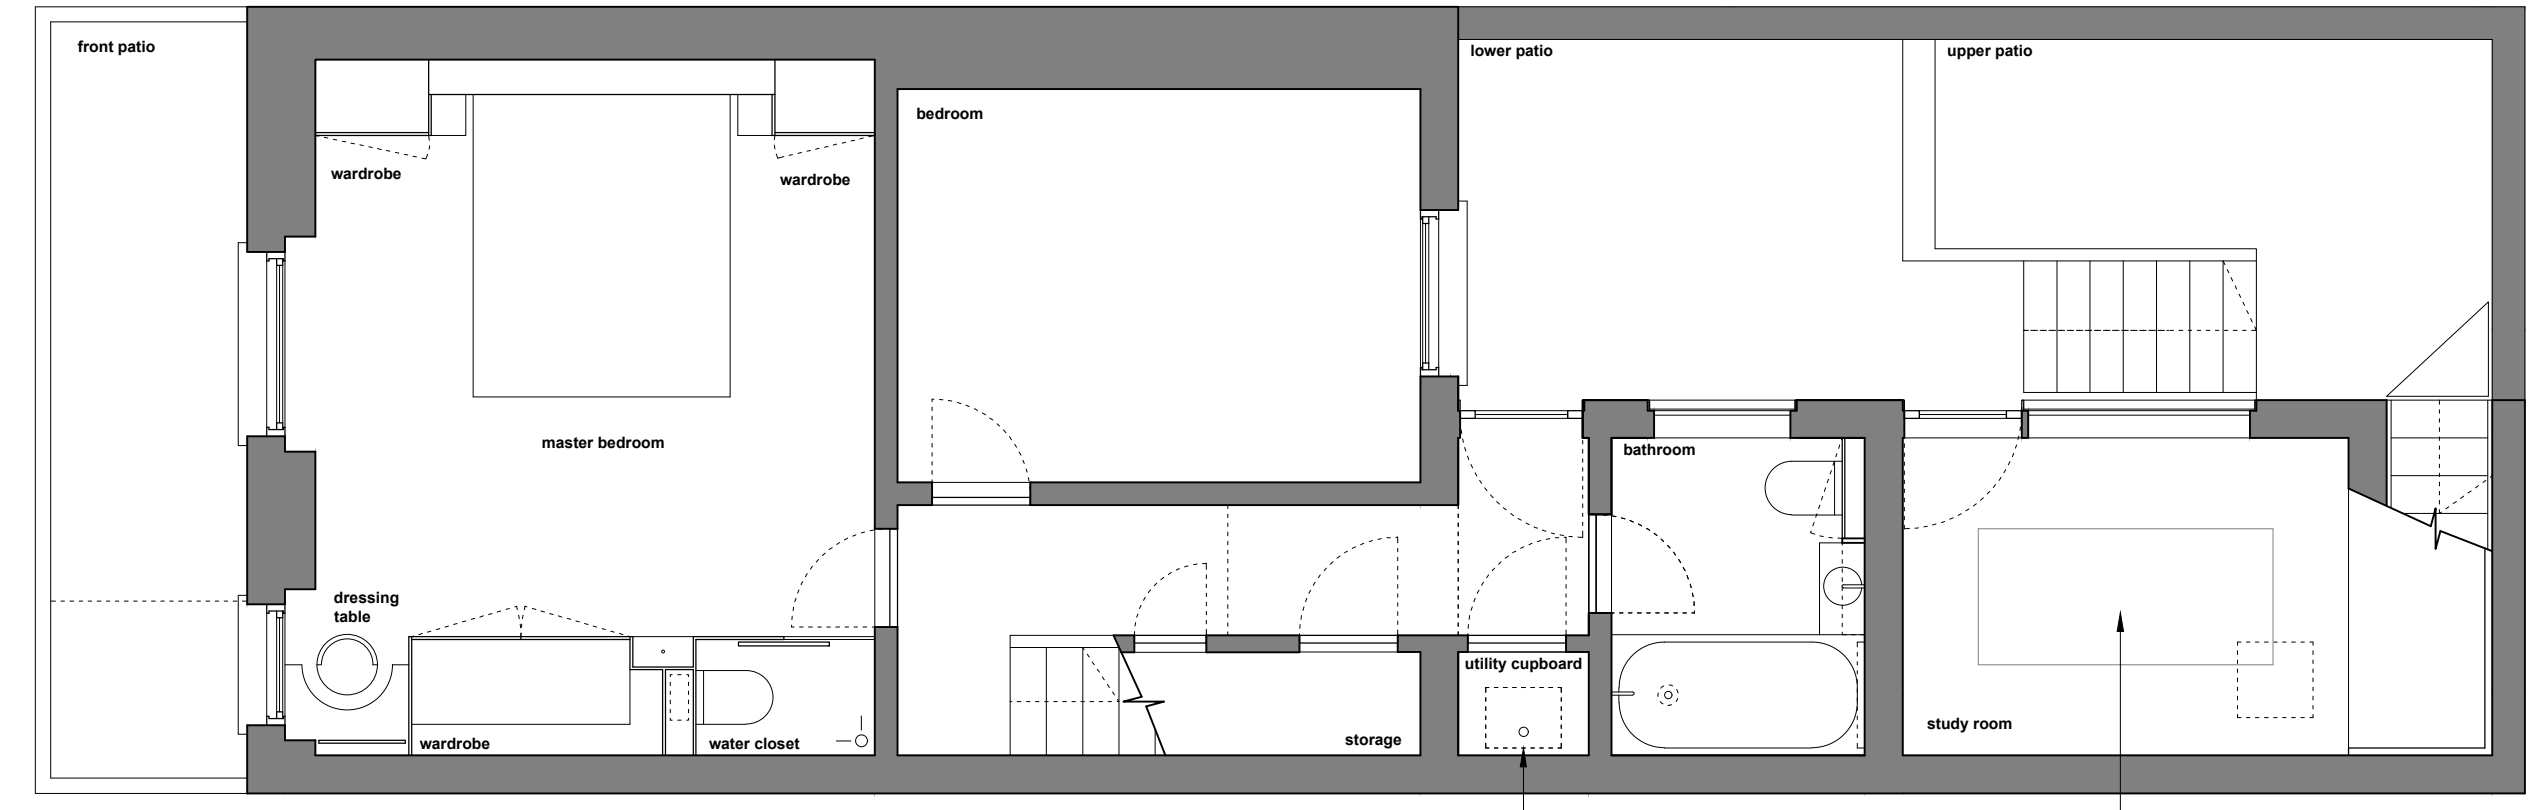 front patio
lower patio
upper patio
bedroom
wardrobe
wardrobe
master bedroom
bathroom
dressing
table
utility cupboard
study room
wardrobe
water closet
storage